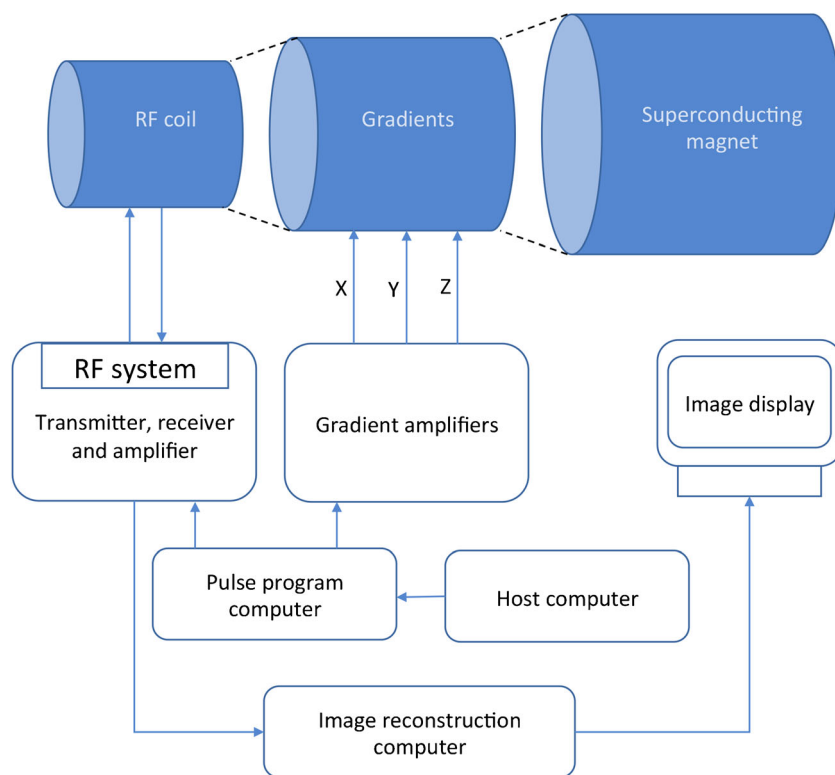 RF coil
Gradients
Superconducting
magnet
X
Y
Z
RF system
Transmitter, receiver
and amplifier
Gradient amplifiers
Image display
Pulse program
computer
Host computer
Image reconstruction
computer